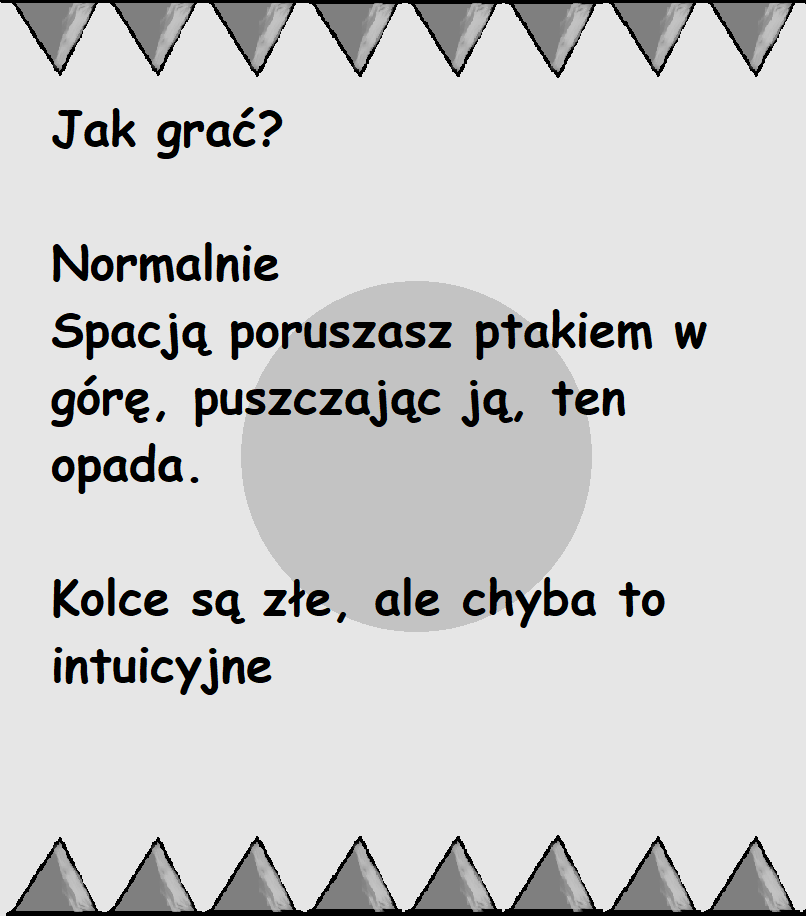 Jak grać?
Normalnie
Spacją poruszasz ptakiem w
górę, puszczając ją, ten
opada.
Kolce są złe, ale chyba to
intuicyjne